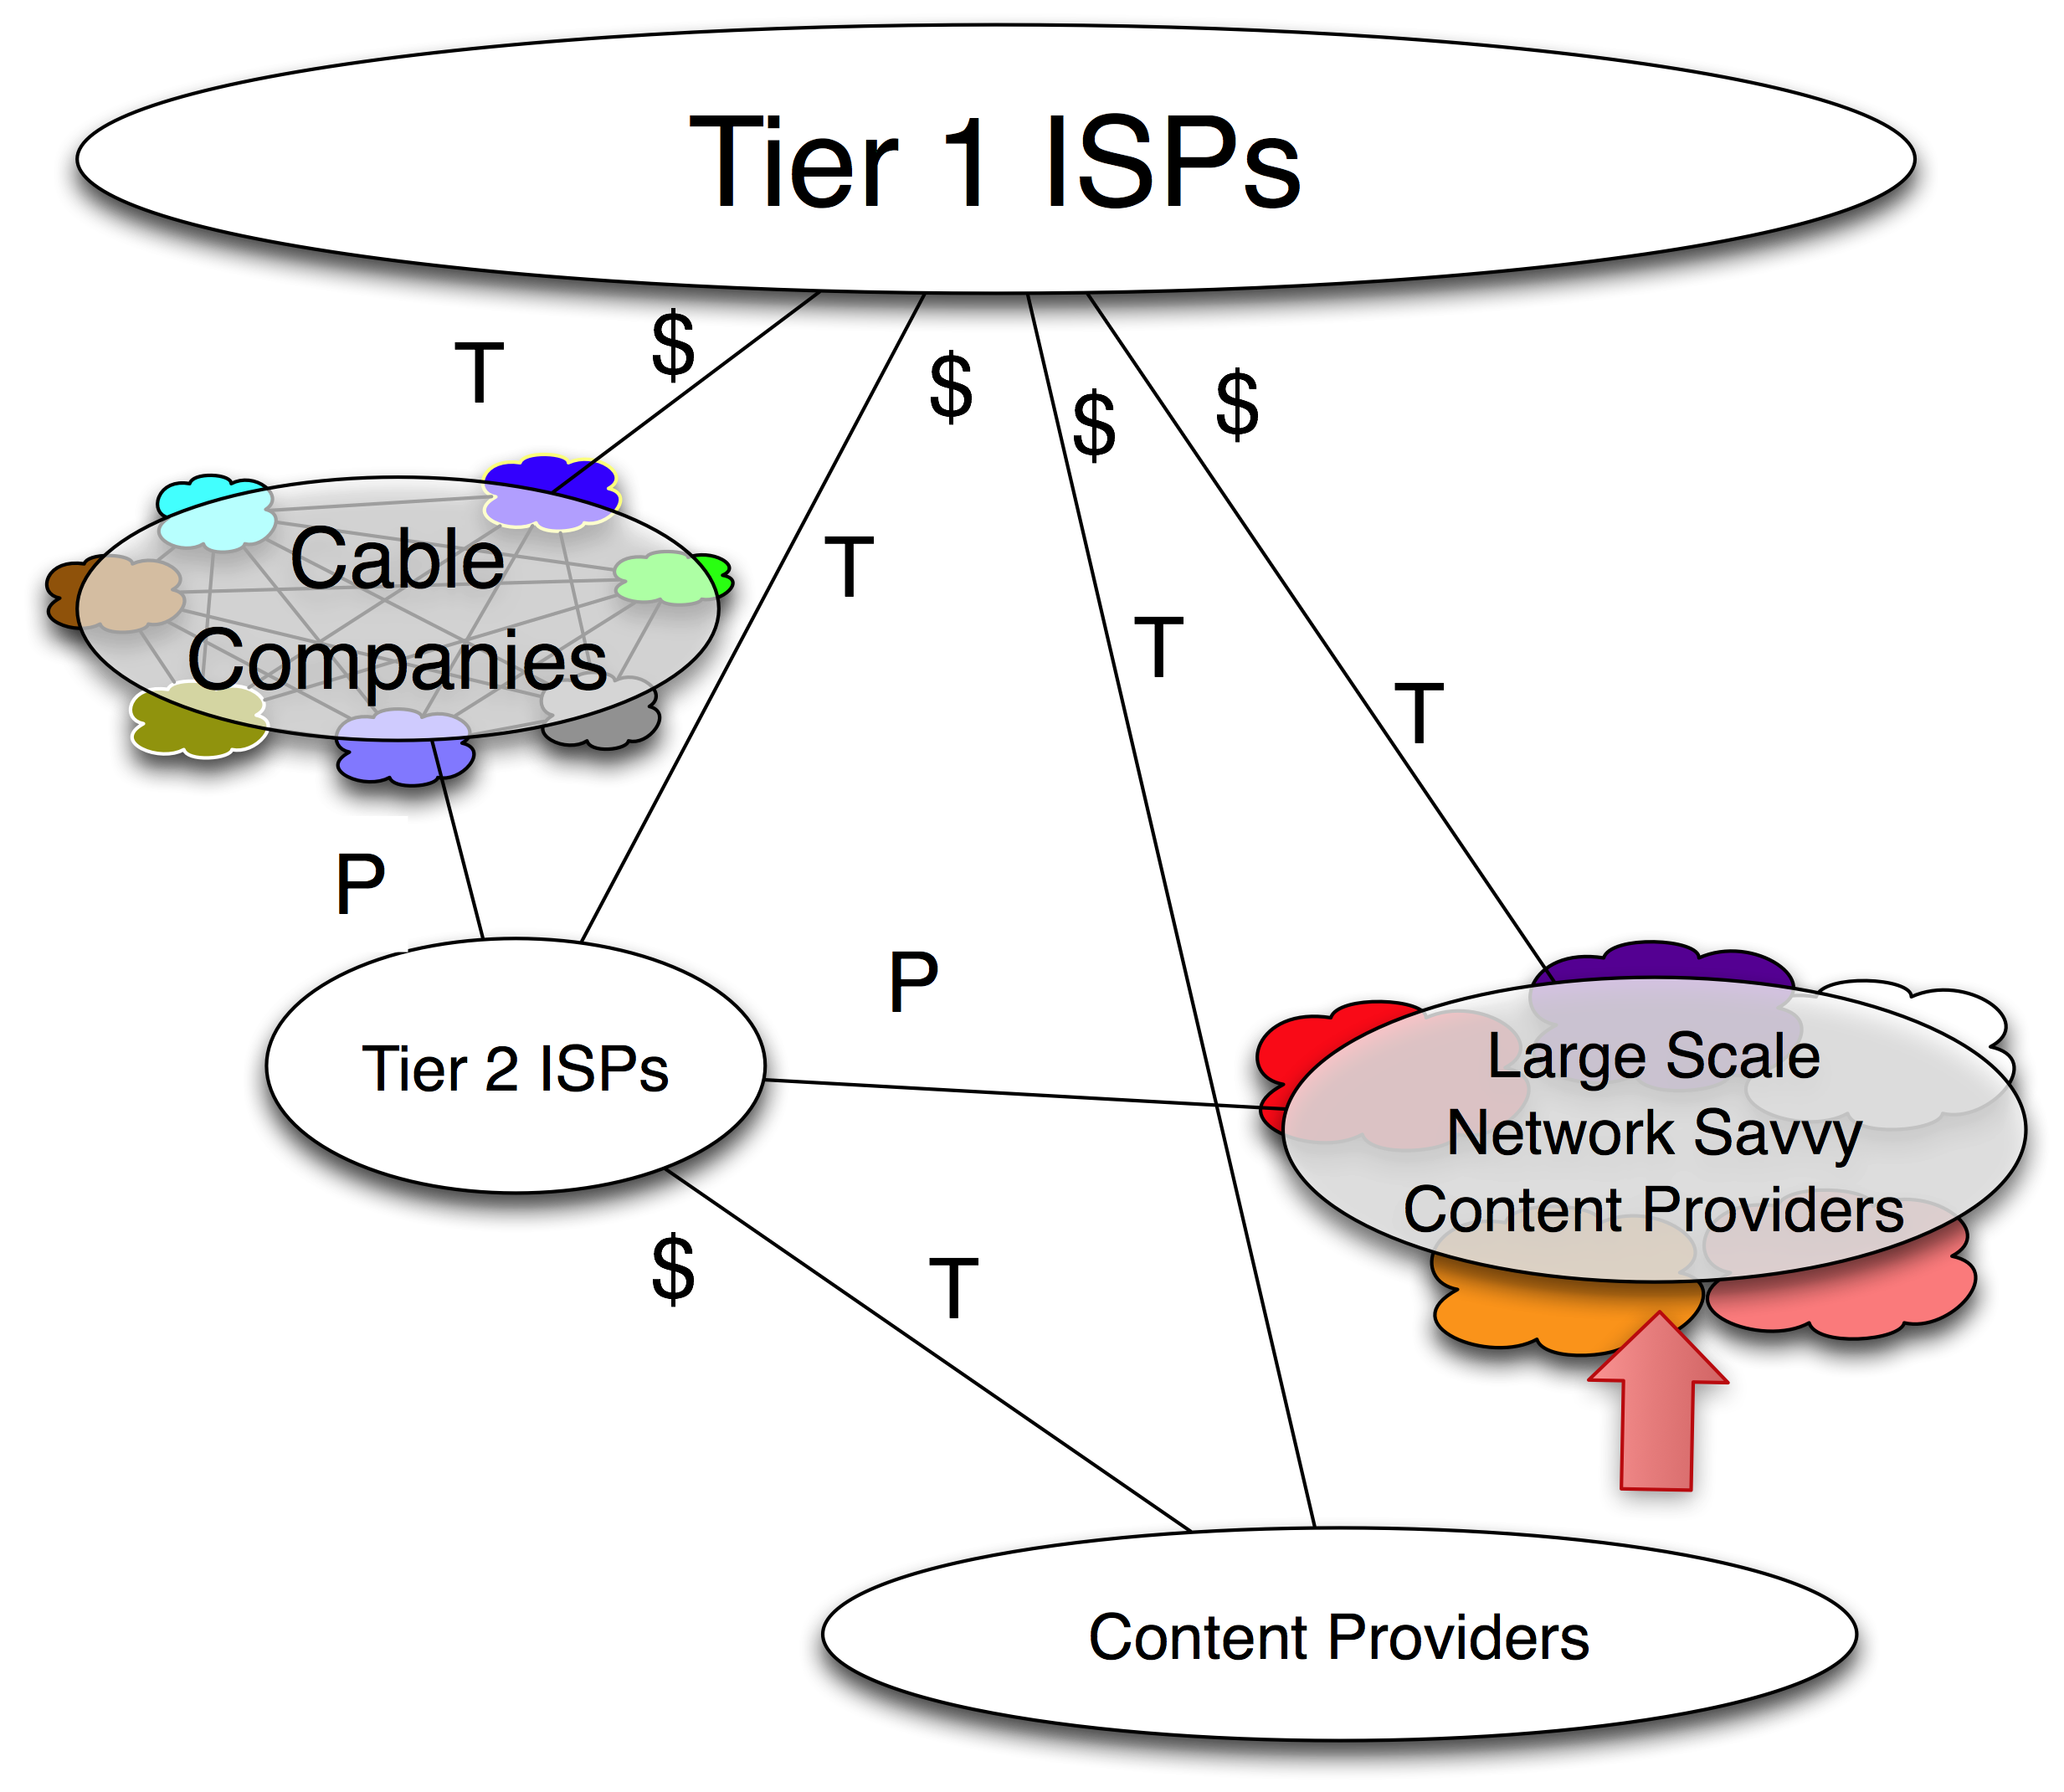 Tier 1 ISPs
T
$
$
$
$
Cable
Companies
T
T
T
P
P
Tier 2 ISPs
Large Scale
Network Savvy
Content Providers
$
T
Content Providers